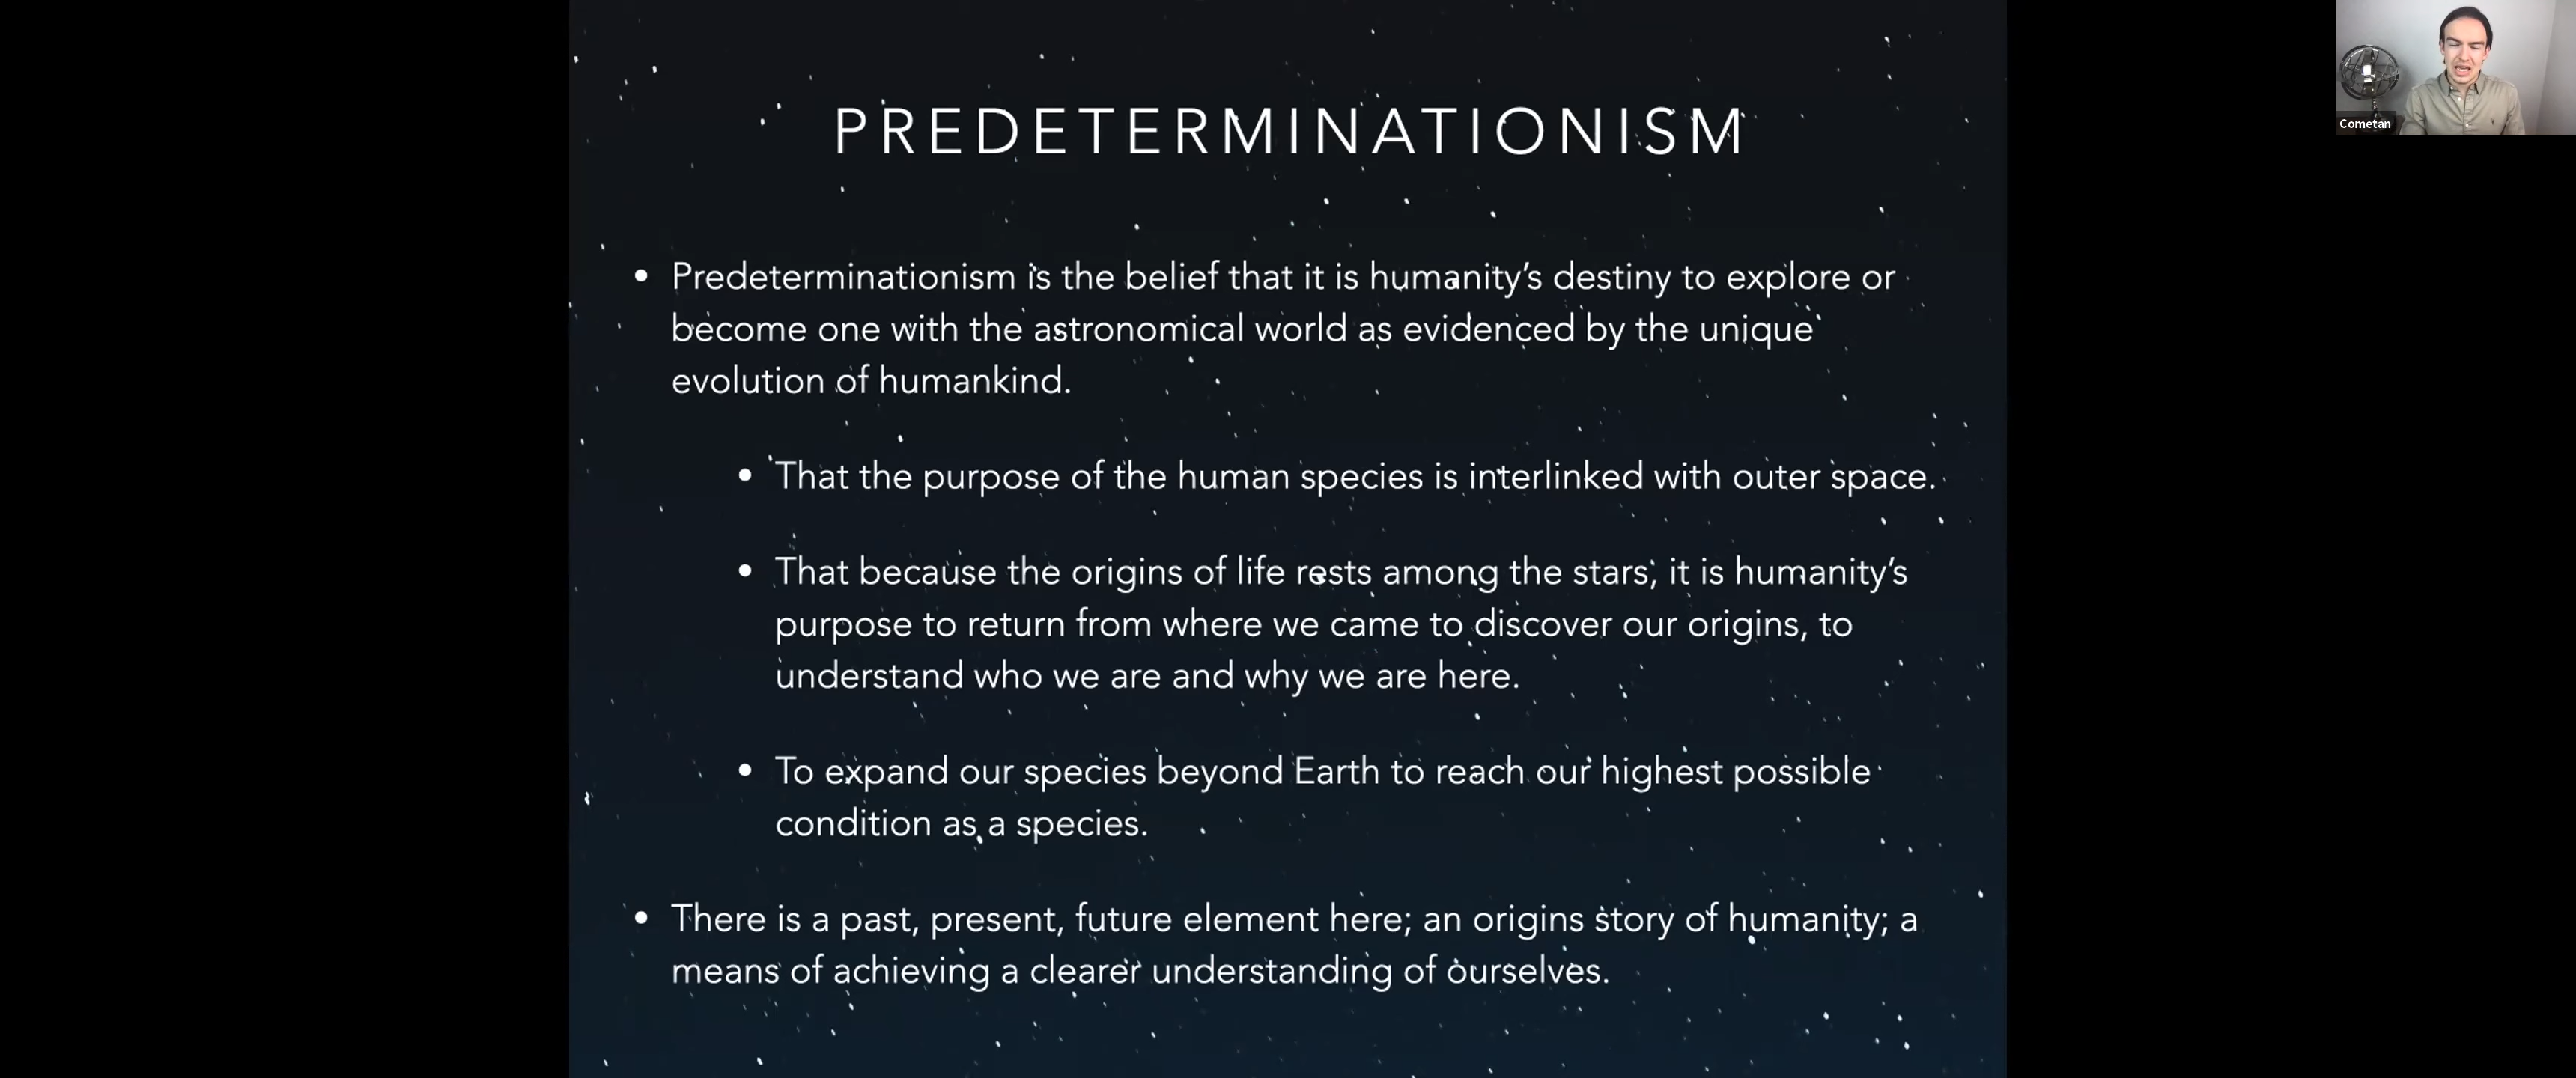 PREDETERMINATIONISM
• Predeterminationism is the belief that it is humanity’s destiny to explore or
become one with the astronomical world as evidenced by the unique
evolution of humankind.
• That the purpose of the human species is interlinked with outer space.
• That because the origins of life rests among the stars, it is humanity’s
purpose to return from where we came to discover our origins, to
understand who we are and why we are here.
• To expand our species beyond Earth to reach our highest possible
condition as a species.
• There is a past, present, future element here; an origins story of humanity; a
means of achieving a clearer understanding of ourselves.
Cometan